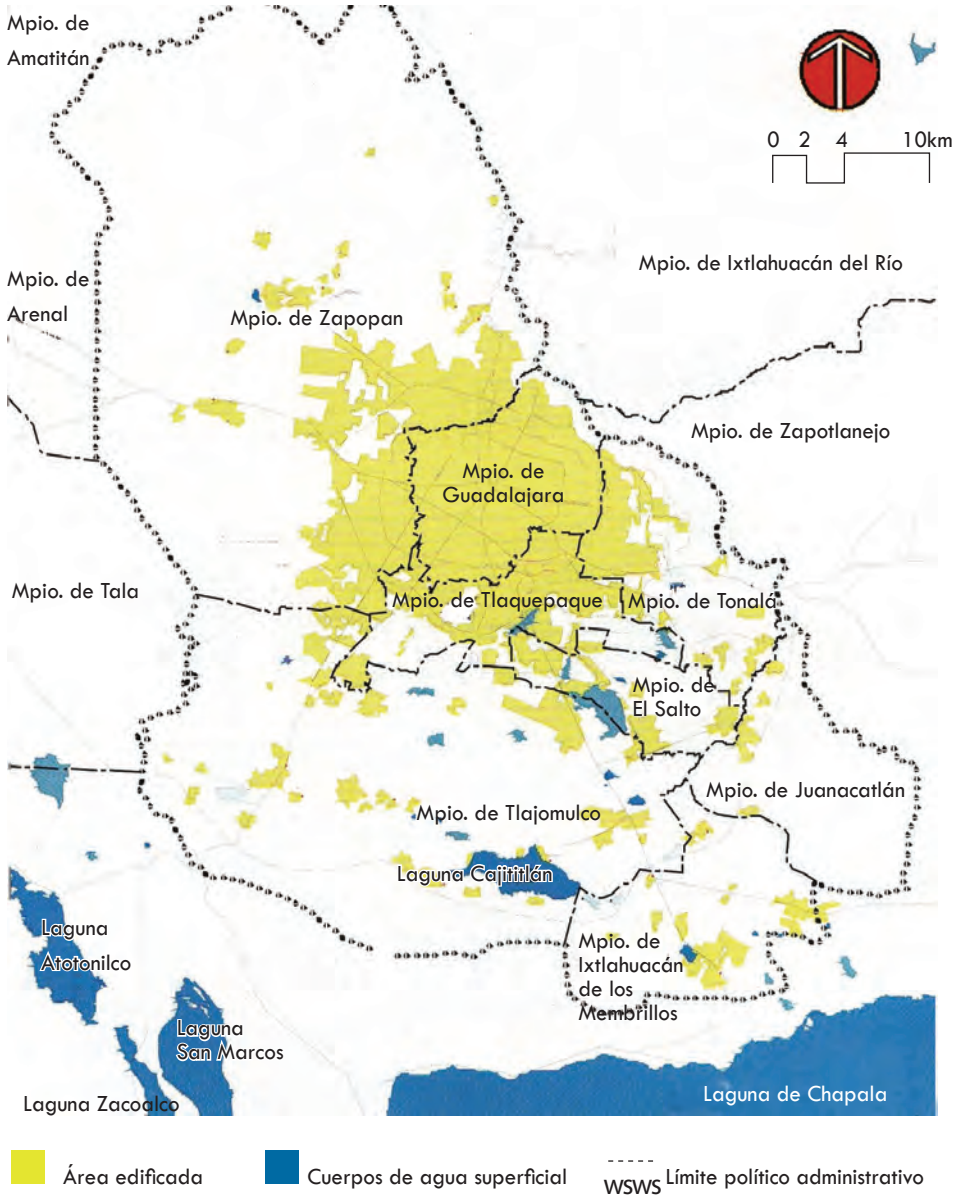 Mpio. de
Amatitán
0 2 4 10km
Mpio. de Ixtlahuacán del Río
Mpio. de
Arenal
Mpio. de Zapopan
Mpio. de Zapotlanejo
Mpio. de
Guadalajara
Mpio. de Tala
Mpio. de Tlaquepaque
Mpio. de Tonalá
Mpio. de
El Salto
Mpio. de Juanacatlán
Mpio. de Tlajomulco
Laguna Cajititlán
Laguna
Atotonilco
Mpio. de
Ixtlahuacán
de los
Membrillos
Laguna
San Marcos
Laguna Zacoalco
Laguna de Chapala
Área edificada
Cuerpos de agua superficial
WSWS
Límite político administrativo